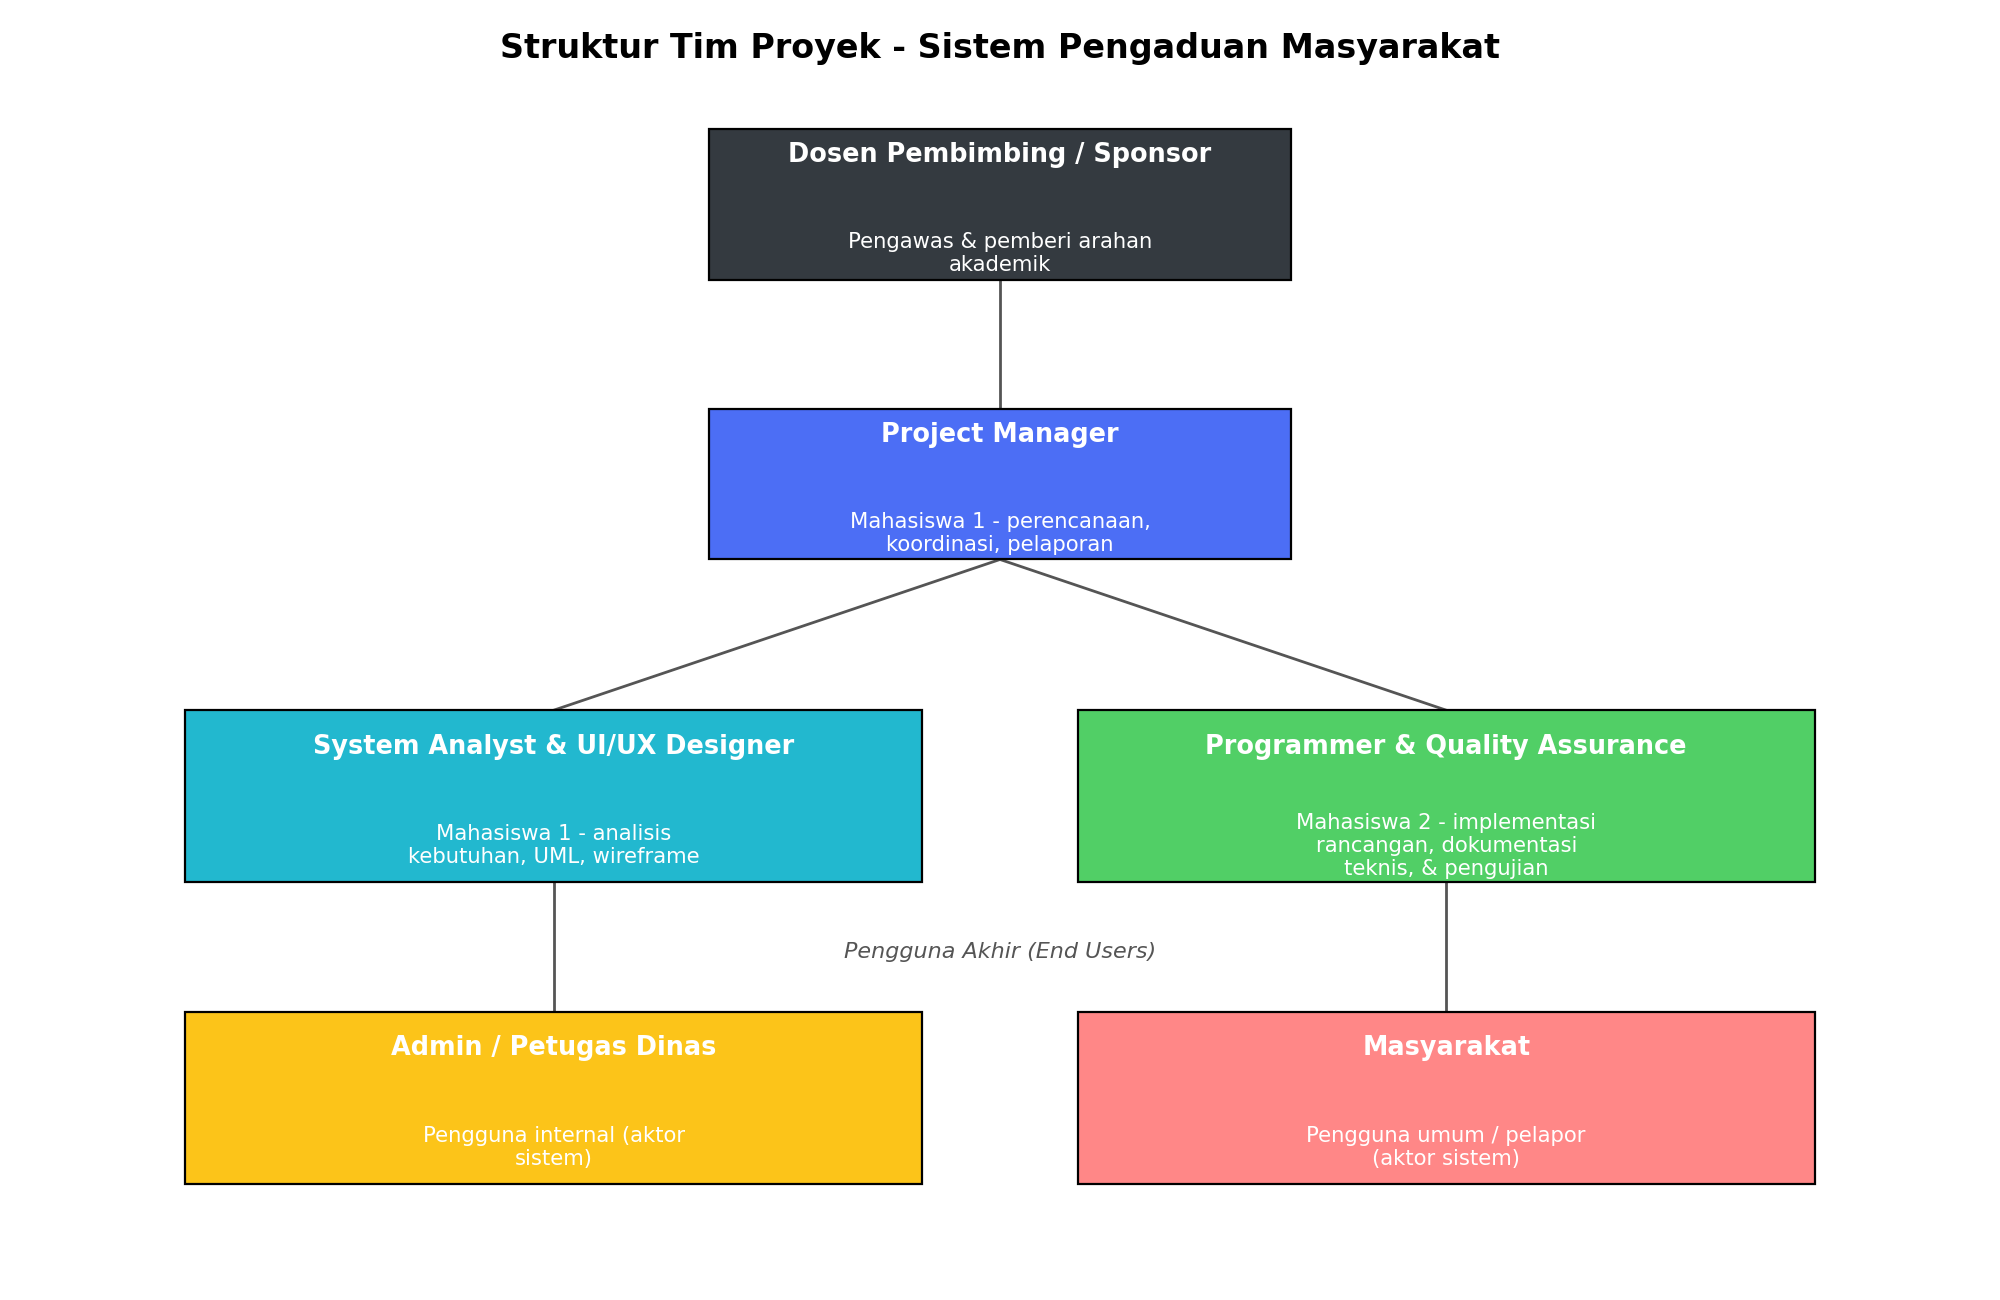 Struktur Tim Proyek - Sistem Pengaduan Masyarakat
Dosen Pembimbing / Sponsor
Pengawas & pemberi arahan
akademik
Project Manager
Mahasiswa 1 - perencanaan,
koordinasi, pelaporan
System Analyst & UI/UX Designer
Mahasiswa 1 - analisis
kebutuhan, UML, wireframe
Programmer & Quality Assurance
Mahasiswa 2 - implementasi
rancangan, dokumentasi
teknis, & pengujian
Pengguna Akhir (End Users)
Admin / Petugas Dinas
Pengguna internal (aktor
sistem)
Masyarakat
Pengguna umum / pelapor
(aktor sistem)